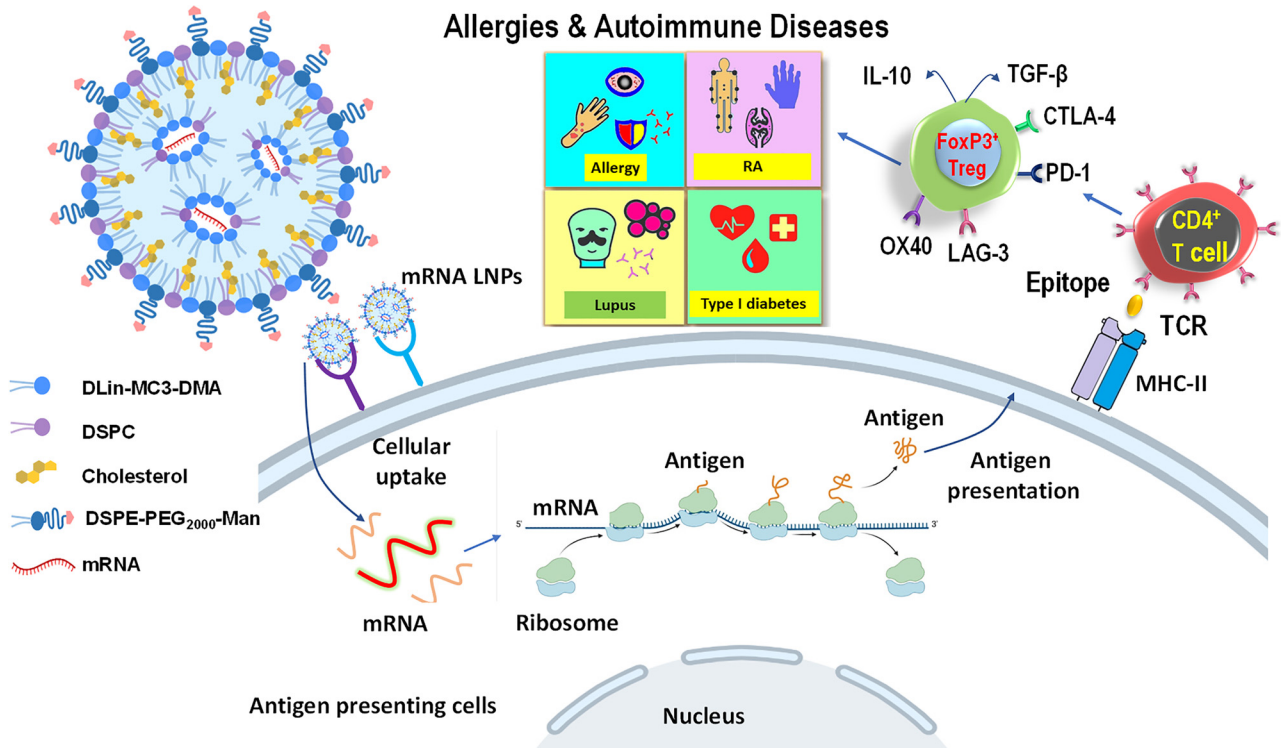 Allergies & Autoimmune Diseases
Allergy
RA
Lupus
Type I diabetes
IL-10
TGF-β
CTLA-4
FoxP3⁺
Treg
PD-1
OX40
LAG-3
CD4⁺
T cell
Epitope
TCR
MHC-II
mRNA LNPs
DLin-MC3-DMA
DSPC
Cholesterol
DSPE-PEG₂₀₀₀-Man
mRNA
Cellular
uptake
mRNA
mRNA
5'
3'
Antigen
Antigen
Antigen
presentation
Ribosome
Antigen presenting cells
Nucleus